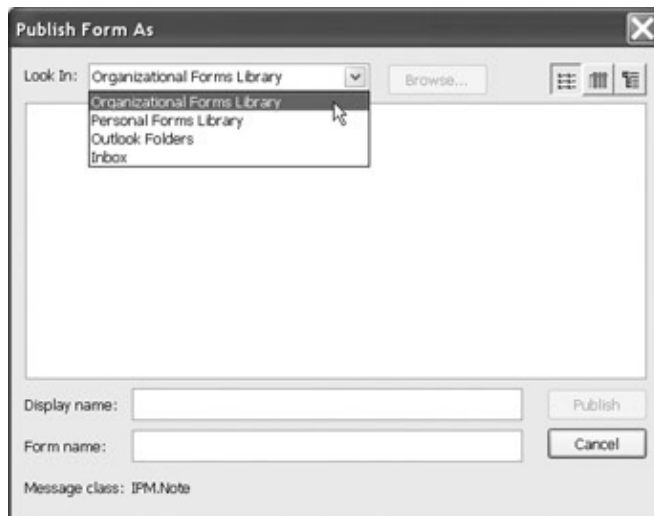 Publish Form As
Look In: Organizational Forms Library Browse...
Organizational Forms Library
Personal Forms Library
Outlook Folders
Inbox
Display name: Publish
Form name: Cancel
Message class: IPM.Note